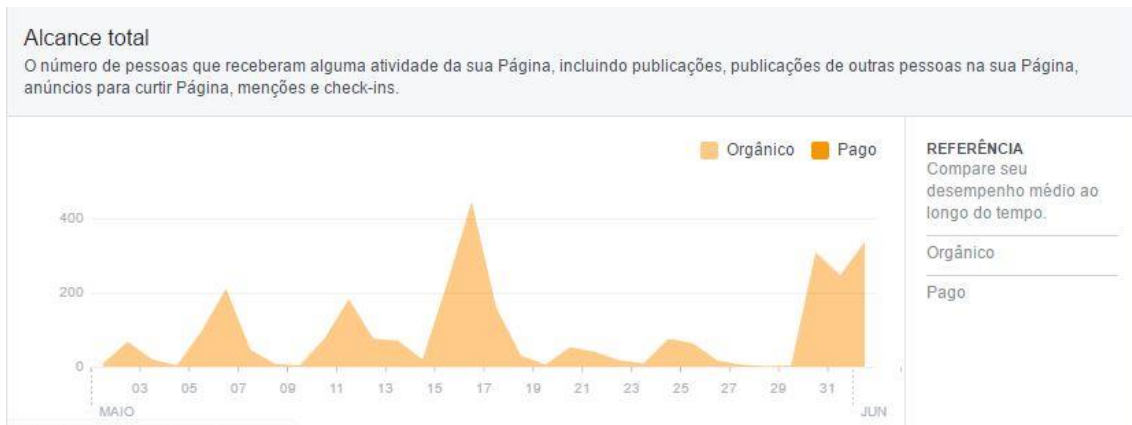 Alcance total
O número de pessoas que receberam alguma atividade da sua Página, incluindo publicações, publicações de outras pessoas na sua Página,
anúncios para curtir Página, menções e check-ins.
Orgânico Pago
400
200
0
03 05 07 09 11 13 15 17 19 21 23 25 27 29 31
MAIO JUN
REFERÊNCIA
Compare seu
desempenho médio ao
longo do tempo.
Orgânico
Pago